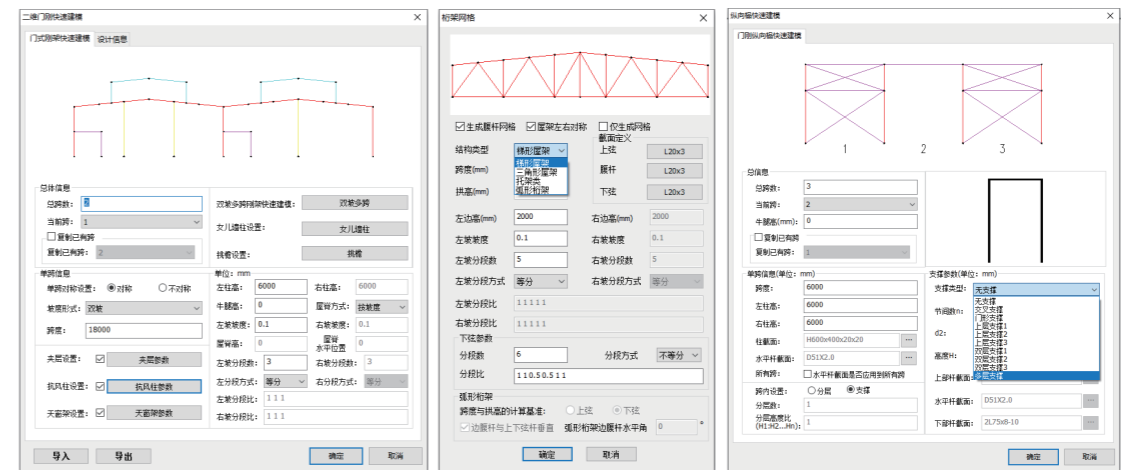 二维门刚快速建模
门式刚架快速建模 设计信息
总体信息
总跨数： 2
当前跨： 1
复制已有跨
复制已有跨： 2
双坡多跨刚架快速建模： 双坡多跨
女儿墙柱设置： 女儿墙柱
挑檐设置： 挑檐
单跨信息
单跨对称设置： 对称 不对称
坡度形式： 双坡
跨度： 18000
夹层设置： 夹层参数
抗风柱设置： 抗风柱参数
天窗架设置： 天窗架参数
单位： mm
左柱高： 6000 右柱高： 6000
牛腿高： 0 屋脊方式： 按坡度
左坡坡度： 0.1 右坡坡度： 0.1
屋脊高： 0 屋脊水平位置 0
左坡分段数： 3 右坡分段数： 3
左分段方式： 等分 右分段方式： 等分
左坡分段比： 1 1 1
右坡分段比： 1 1 1
导入 导出 确定 取消
桁架网格
生成腹杆网格 屋架左右对称 仅生成网格
结构类型 梯形屋架
梯形屋架
三角形屋架
托架类
弧形桁架
跨度(mm)
拱高(mm)
截面定义
上弦 L20x3
腹杆 L20x3
下弦 L20x3
左边高(mm) 2000 右边高(mm) 2000
左坡坡度 0.1 右坡坡度 0.1
左坡分段数 5 右坡分段数 5
左坡分段方式 等分 右坡分段方式 等分
左坡分段比 1 1 1 1 1
右坡分段比 1 1 1 1 1
下弦参数
分段数 6 分段方式 不等分
分段比 1 1 0.5 0.5 1 1
弧形桁架
跨度与拱高的计算基准： 上弦 下弦
边腹杆与上下弦杆垂直 弧形桁架边腹杆水平角 0 °
确定 取消
纵向榀快速建模
门刚纵向榀快速建模
1 2 3
总信息
总跨数： 3
当前跨： 2
牛腿高(mm)： 0
复制已有跨
复制已有跨： 1
单跨信息(单位： mm)
跨度： 6000
左柱高： 6000
右柱高： 6000
柱截面： H600x400x20x20 ...
水平杆截面： D51X2.0 ...
所有跨： 水平杆截面是否应用到所有跨
跨内设置： 分层 支撑
分层数： 1
分层高度比
(H1:H2...Hn)： 1
支撑参数(单位： mm)
支撑类型： 无支撑
无支撑
交叉支撑
门形支撑
上层支撑1
上层支撑2
上层支撑3
双层支撑1
双层支撑2
双层支撑3
多层支撑
节间数n：
d2：
高度H：
上部杆截面：
水平杆截面： D51X2.0 ...
下部杆截面： 2L75x8-10 ...
确定 取消